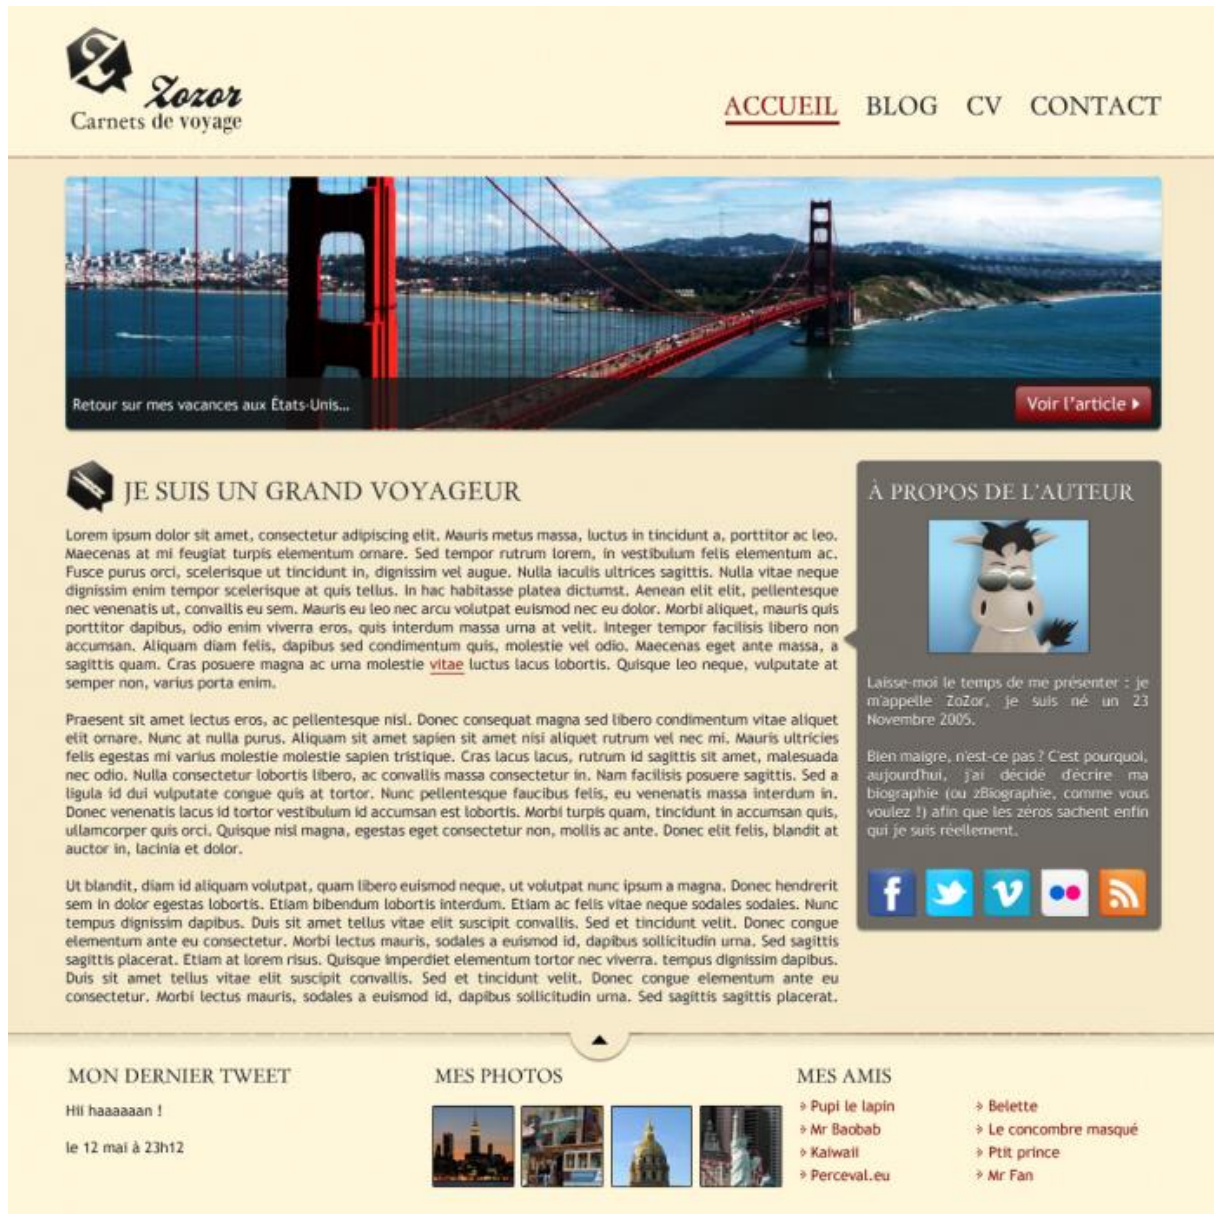 Zozor
Carnets de voyage
ACCUEIL BLOG CV CONTACT
Retour sur mes vacances aux États-Unis...
Voir l'article
JE SUIS UN GRAND VOYAGEUR
Lorem ipsum dolor sit amet, consectetur adipiscing elit. Mauris metus massa, luctus in tincidunt a, porttitor ac leo.
Maecenas at mi feugiat turpis elementum ornare. Sed tempor rutrum lorem, in vestibulum felis elementum ac.
Fusce purus orci, scelerisque ut tincidunt in, dignissim vel augue. Nulla iaculis ultrices sagittis. Nulla vitae neque
dignissim enim tempor scelerisque at quis tellus. In hac habitasse platea dictumst. Aenean elit elit, pellentesque
nec venenatis ut, convallis eu sem. Mauris eu leo nec arcu volutpat euismod nec eu dolor. Morbi aliquet, mauris quis
porttitor dapibus, odio enim viverra eros, quis interdum massa urna at velit. Integer tempor facilisis libero non
accumsan. Aliquam diam felis, dapibus sed condimentum quis, molestie vel odio. Maecenas eget ante massa, a
sagittis quam. Cras posuere magna ac urna molestie vitae luctus lacus lobortis. Quisque leo neque, vulputate at
semper non, varius porta enim.
Praesent sit amet lectus eros, ac pellentesque nisl. Donec consequat magna sed libero condimentum vitae aliquet
elit ornare. Nunc at nulla purus. Aliquam sit amet sapien sit amet nisi aliquet rutrum vel nec mi. Mauris ultricies
felis egestas mi varius molestie molestie sapien tristique. Cras lacus lacus, rutrum id sagittis sit amet, malesuada
nec odio. Nulla consectetur lobortis libero, ac convallis massa consectetur in. Nam facilisis posuere sagittis. Sed a
ligula id dui vulputate congue quis at tortor. Nunc pellentesque faucibus felis, eu venenatis massa interdum in.
Donec venenatis lacus id tortor vestibulum id accumsan est lobortis. Morbi turpis quam, tincidunt in accumsan quis,
ullamcorper quis orci. Quisque nisl magna, egestas eget consectetur non, mollis ac ante. Donec elit felis, blandit at
auctor in, lacinia et dolor.
Ut blandit, diam id aliquam volutpat, quam libero euismod neque, ut volutpat nunc ipsum a magna. Donec hendrerit
sem in dolor egestas lobortis. Etiam bibendum lobortis interdum. Etiam ac felis vitae neque sodales sodales. Nunc
tempus dignissim dapibus. Duis sit amet tellus vitae elit suscipit convallis. Sed et tincidunt velit. Donec congue
elementum ante eu consectetur. Morbi lectus mauris, sodales a euismod id, dapibus sollicitudin urna. Sed sagittis
sagittis placerat. Etiam at lorem risus. Quisque imperdiet elementum tortor nec viverra. tempus dignissim dapibus.
Duis sit amet tellus vitae elit suscipit convallis. Sed et tincidunt velit. Donec congue elementum ante eu
consectetur. Morbi lectus mauris, sodales a euismod id, dapibus sollicitudin urna. Sed sagittis sagittis placerat.
À PROPOS DE L'AUTEUR
Laisse-moi le temps de me présenter : je
m'appelle ZoZor, je suis né un 23
Novembre 2005.
Bien maigre, n'est-ce pas ? C'est pourquoi,
aujourd'hui, j'ai décidé d'écrire ma
biographie (ou zBiographie, comme vous
voulez !) afin que les zéros sachent enfin
qui je suis réellement.
MON DERNIER TWEET
Hii haaaaaan !
le 12 mai à 23h12
MES PHOTOS
MES AMIS
Pupi le lapin
Mr Baobab
Kaiwaii
Perceval.eu
Belette
Le concombre masqué
Ptit prince
Mr Fan